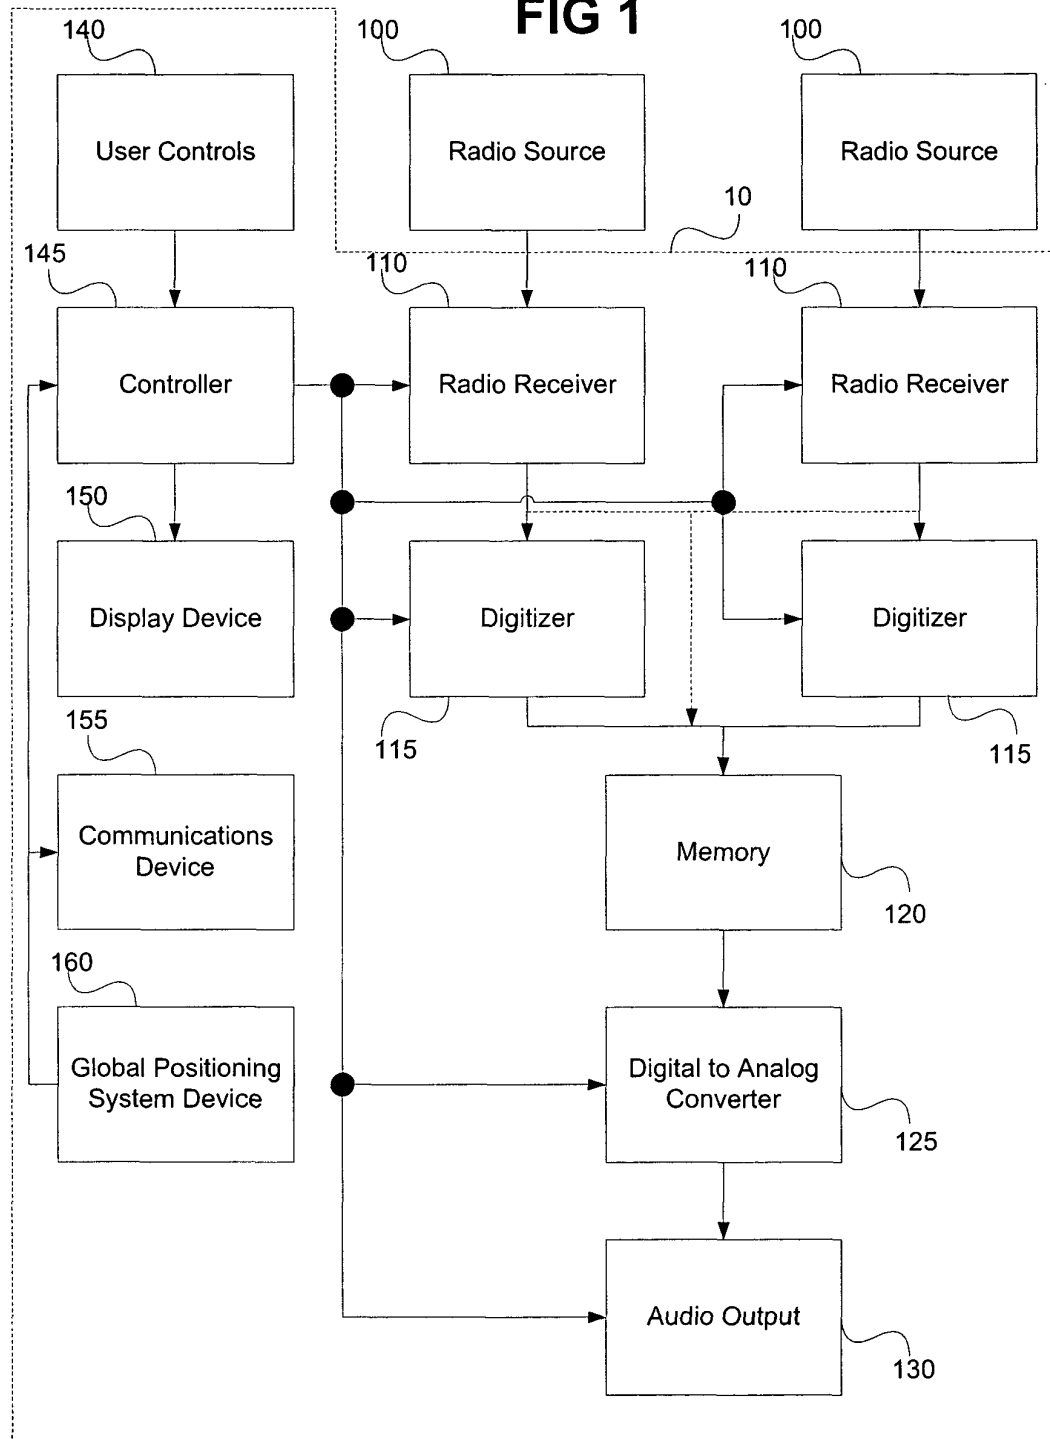 FIG 1
140
100
100
User Controls
Radio Source
Radio Source
10
145
110
110
Controller
Radio Receiver
Radio Receiver
150
Display Device
Digitizer
Digitizer
155
115
115
Communications
Device
Memory
120
160
Global Positioning
System Device
Digital to Analog
Converter
125
Audio Output
130